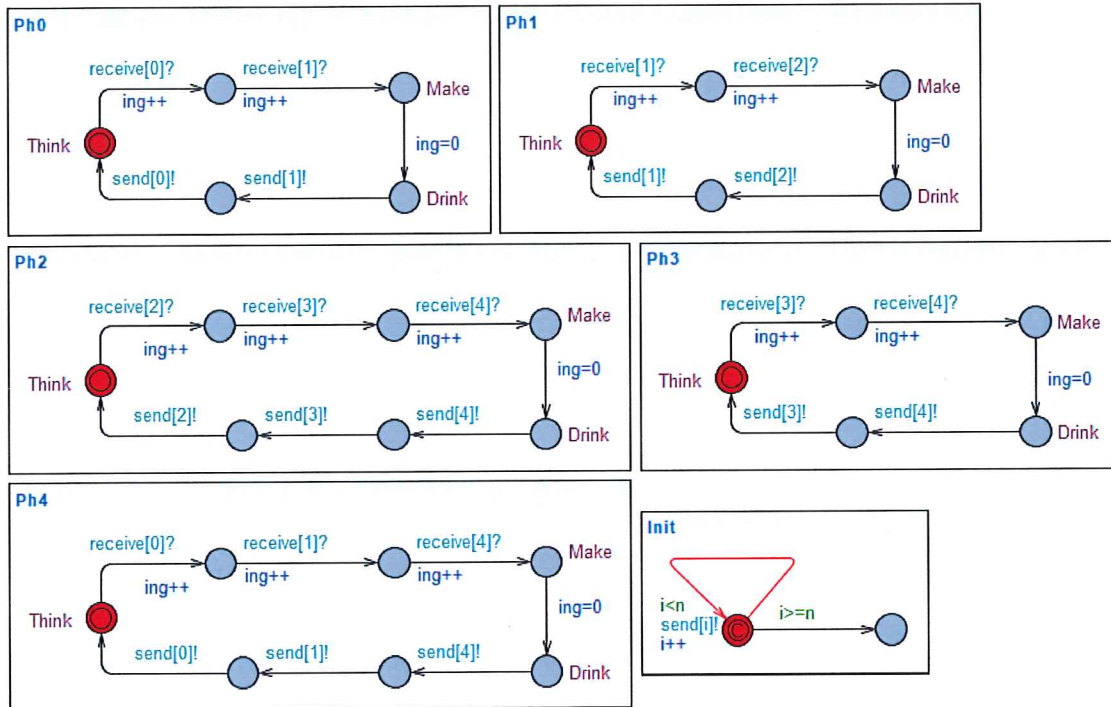 Ph0
receive[0]? receive[1]?
ing++ ing++ Make
Think ing=0
send[0]! send[1]! Drink
Ph1
receive[1]? receive[2]?
ing++ ing++ Make
Think ing=0
send[1]! send[2]! Drink
Ph2
receive[2]? receive[3]? receive[4]? Make
ing++ ing++ ing++
Think ing=0
send[2]! send[3]! send[4]! Drink
Ph3
receive[3]? receive[4]? Make
ing++ ing++
Think ing=0
send[3]! send[4]! Drink
Ph4
receive[0]? receive[1]? receive[4]? Make
ing++ ing++ ing++
Think ing=0
send[0]! send[1]! send[4]! Drink
Init
i<n i>=n
send[i]!
i++
C